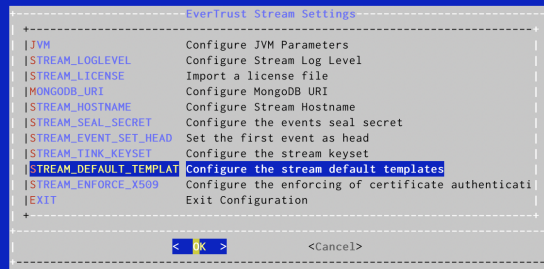 EverTrust Stream Settings
JVM Configure JVM Parameters
STREAM_LOGLEVEL Configure Stream Log Level
STREAM_LICENSE Import a license file
MONGODB_URI Configure MongoDB URI
STREAM_HOSTNAME Configure Stream Hostname
STREAM_SEAL_SECRET Configure the events seal secret
STREAM_EVENT_SET_HEAD Set the first event as head
STREAM_TINK_KEYSET Configure the stream keyset
STREAM_DEFAULT_TEMPLAT Configure the stream default templates
STREAM_ENFORCE_X509 Configure the enforcing of certificate authenticati
EXIT Exit Configuration
< OK > <Cancel>